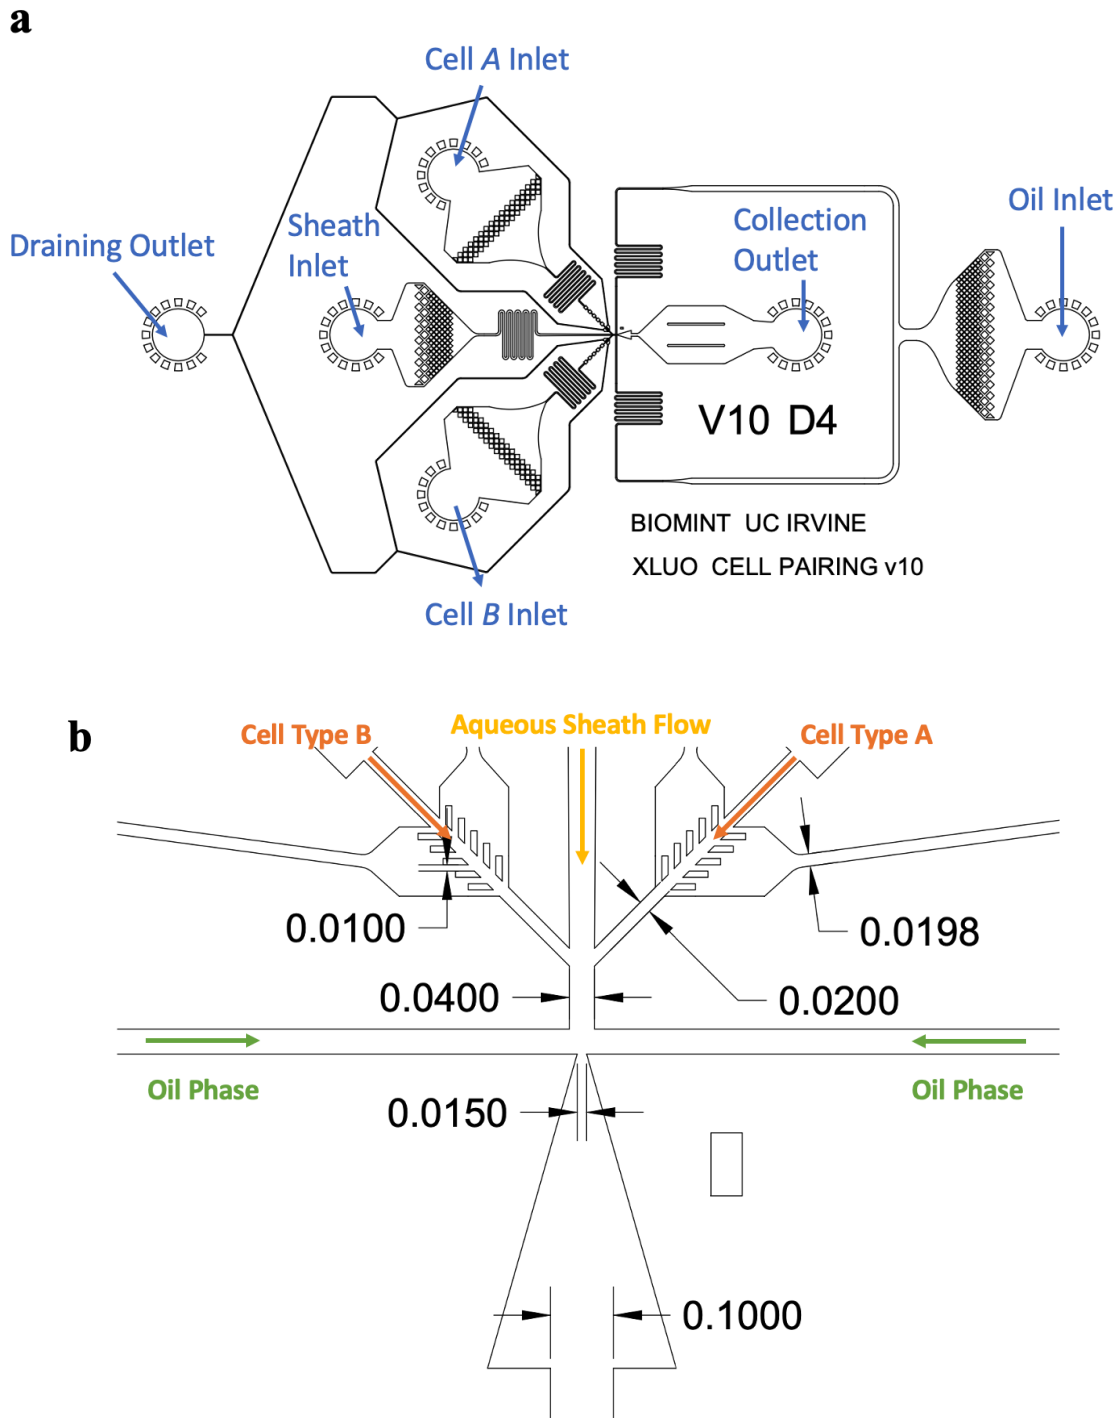 a
Cell A Inlet
Oil Inlet
Sheath
Inlet
Collection
Outlet
Draining Outlet
V10 D4
BIOMINT UC IRVINE
XLUO CELL PAIRING v10
Cell B Inlet
b
Cell Type B
Aqueous Sheath Flow
Cell Type A
0.0100
0.0198
0.0400
0.0200
Oil Phase
Oil Phase
0.0150
0.1000